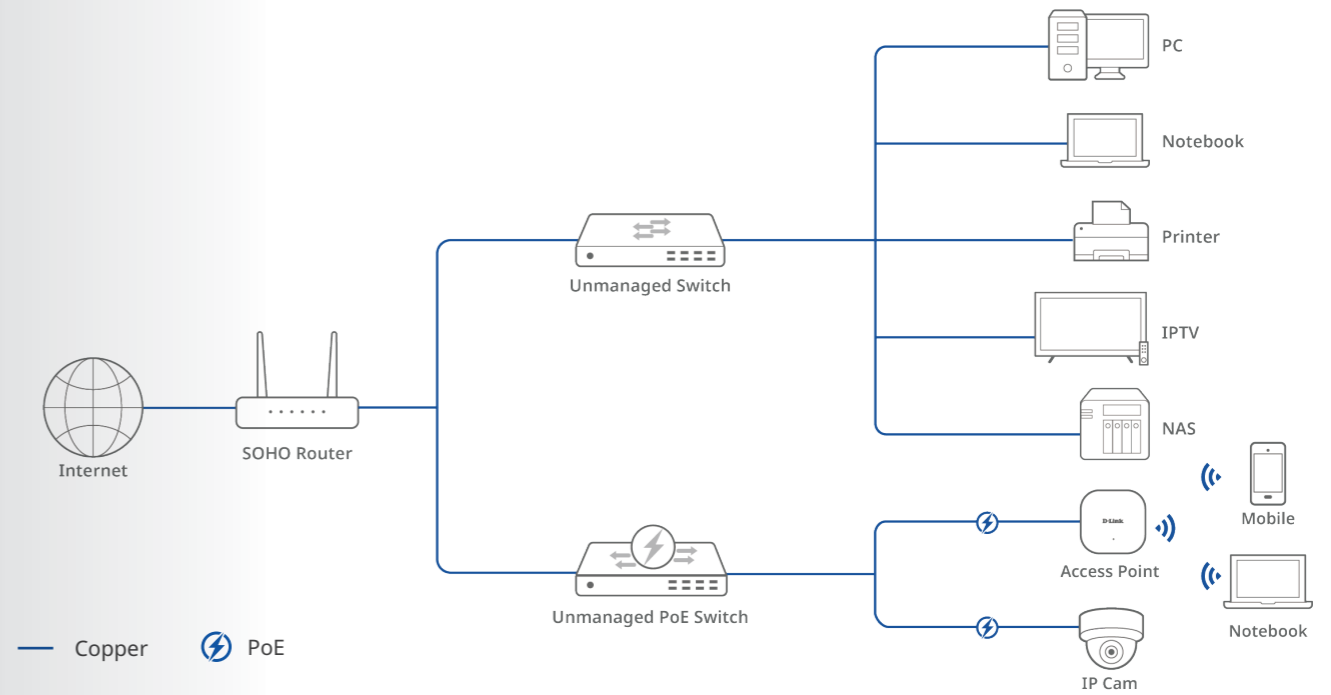 PC
Notebook
Printer
Unmanaged Switch
IPTV
NAS
Internet
SOHO Router
D-Link
Mobile
Access Point
Unmanaged PoE Switch
Notebook
Copper
PoE
IP Cam